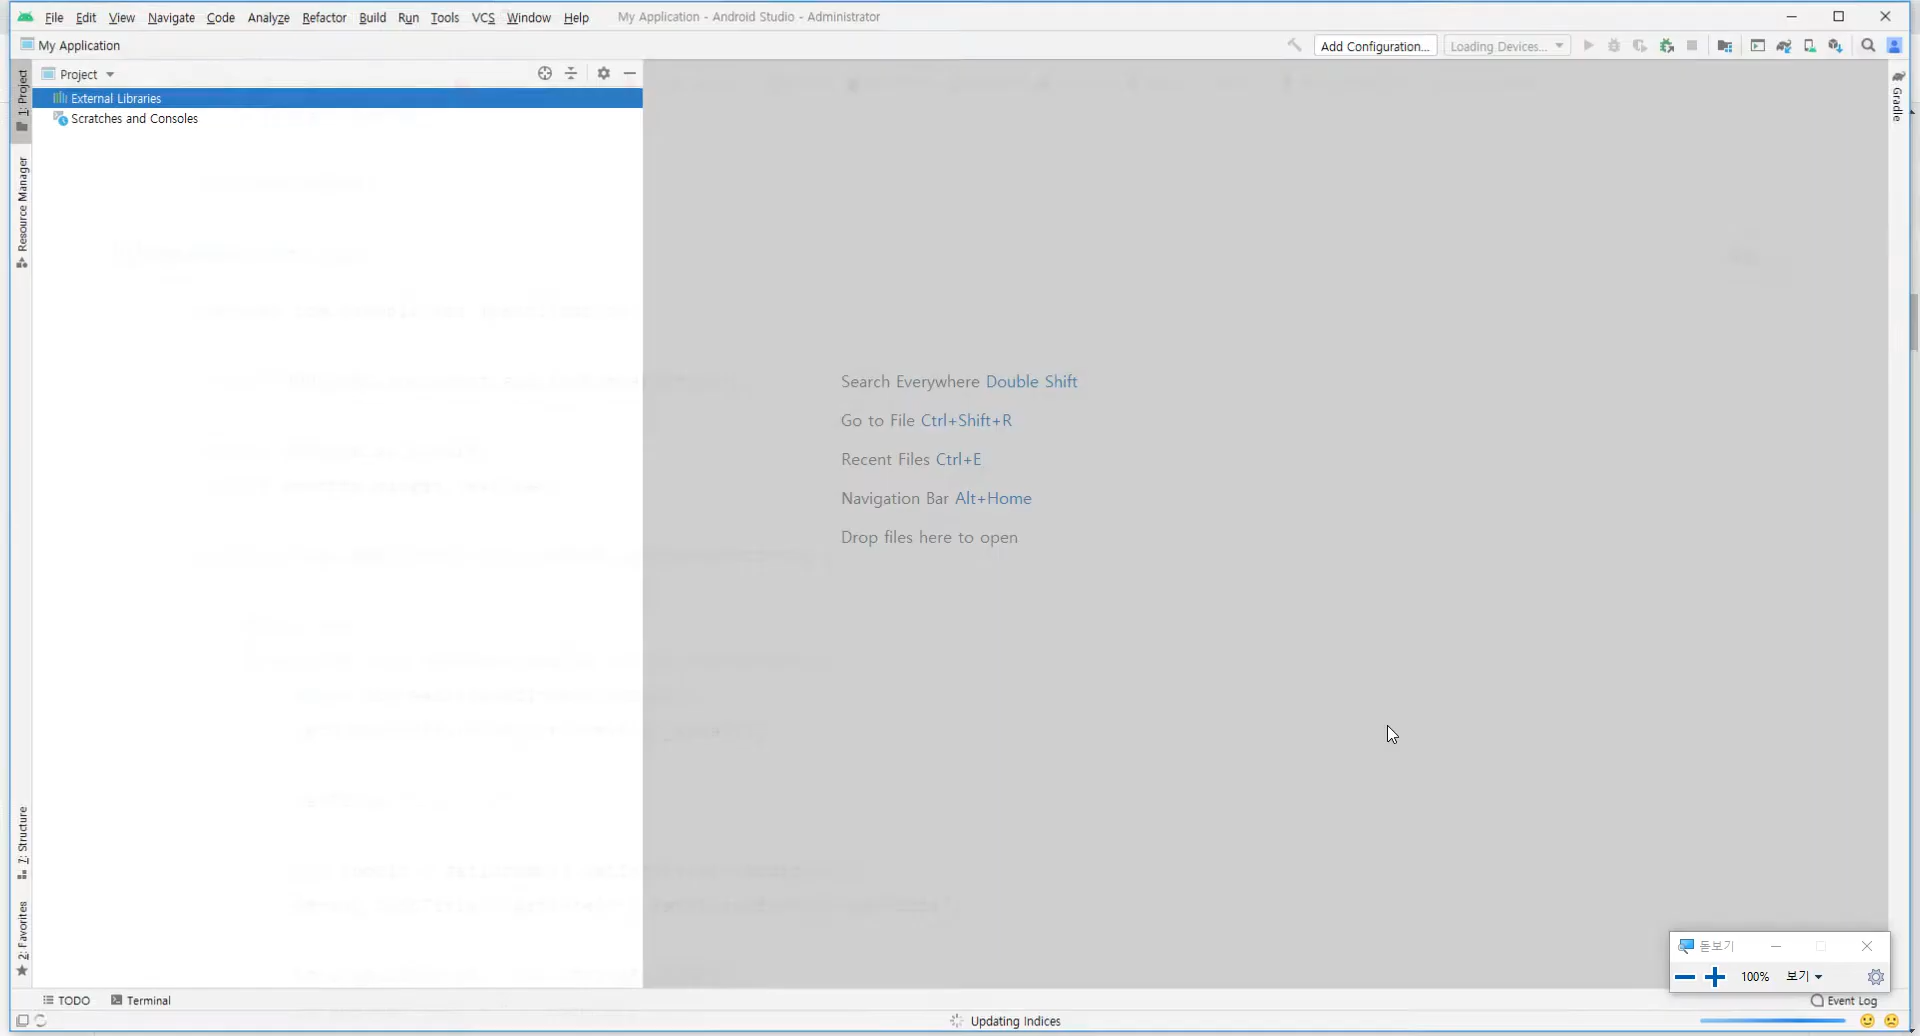 File Edit View Navigate Code Analyze Refactor Build Run Tools VCS Window Help My Application - Android Studio - Administrator
My Application
Add Configuration... Loading Devices...
1: Project
Project
External Libraries
Scratches and Consoles
Resource Manager
Gradle
Search Everywhere Double Shift
Go to File Ctrl+Shift+R
Recent Files Ctrl+E
Navigation Bar Alt+Home
Drop files here to open
7: Structure
2: Favorites
돋보기
100% 보기
TODO Terminal
Event Log
Updating Indices